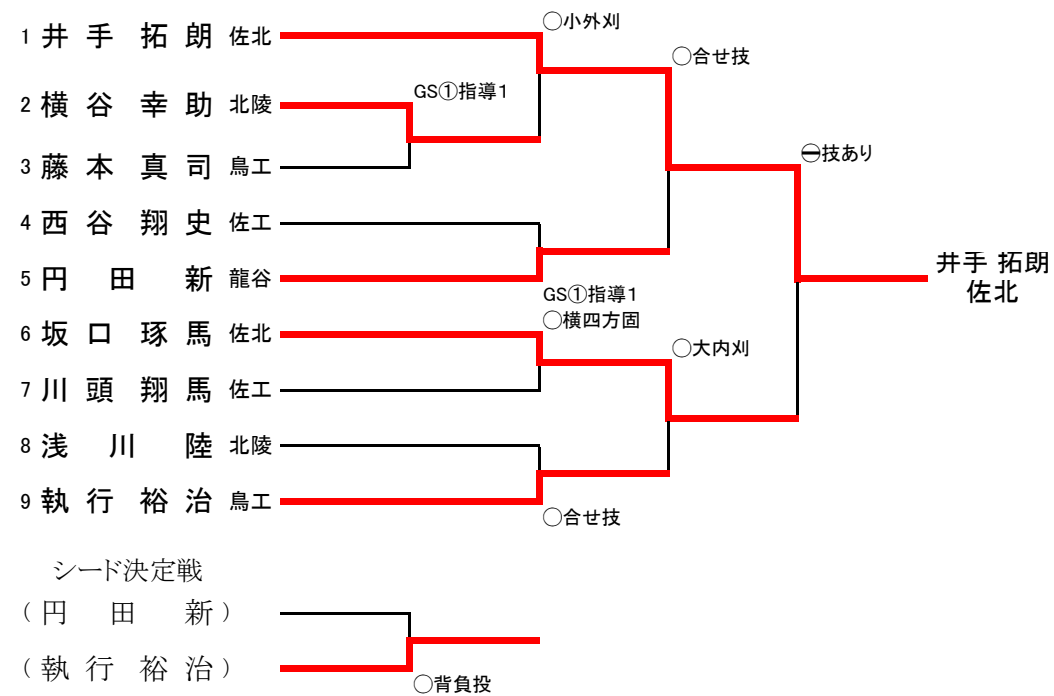 ○小外刈
1 井手 拓朗 佐北
○合せ技
GS①指導1
2 横谷 幸助 北陵
⊖技あり
3 藤本 真司 鳥工
4 西谷 翔史 佐工
井手 拓朗
佐北
5 円田 新 龍谷
GS①指導1
○横四方固
6 坂口 琢馬 佐北
○大内刈
7 川頭 翔馬 佐工
8 浅川 陸 北陵
9 執行 裕治 鳥工
○合せ技
シード決定戦
(円田 新)
(執行 裕治)
○背負投